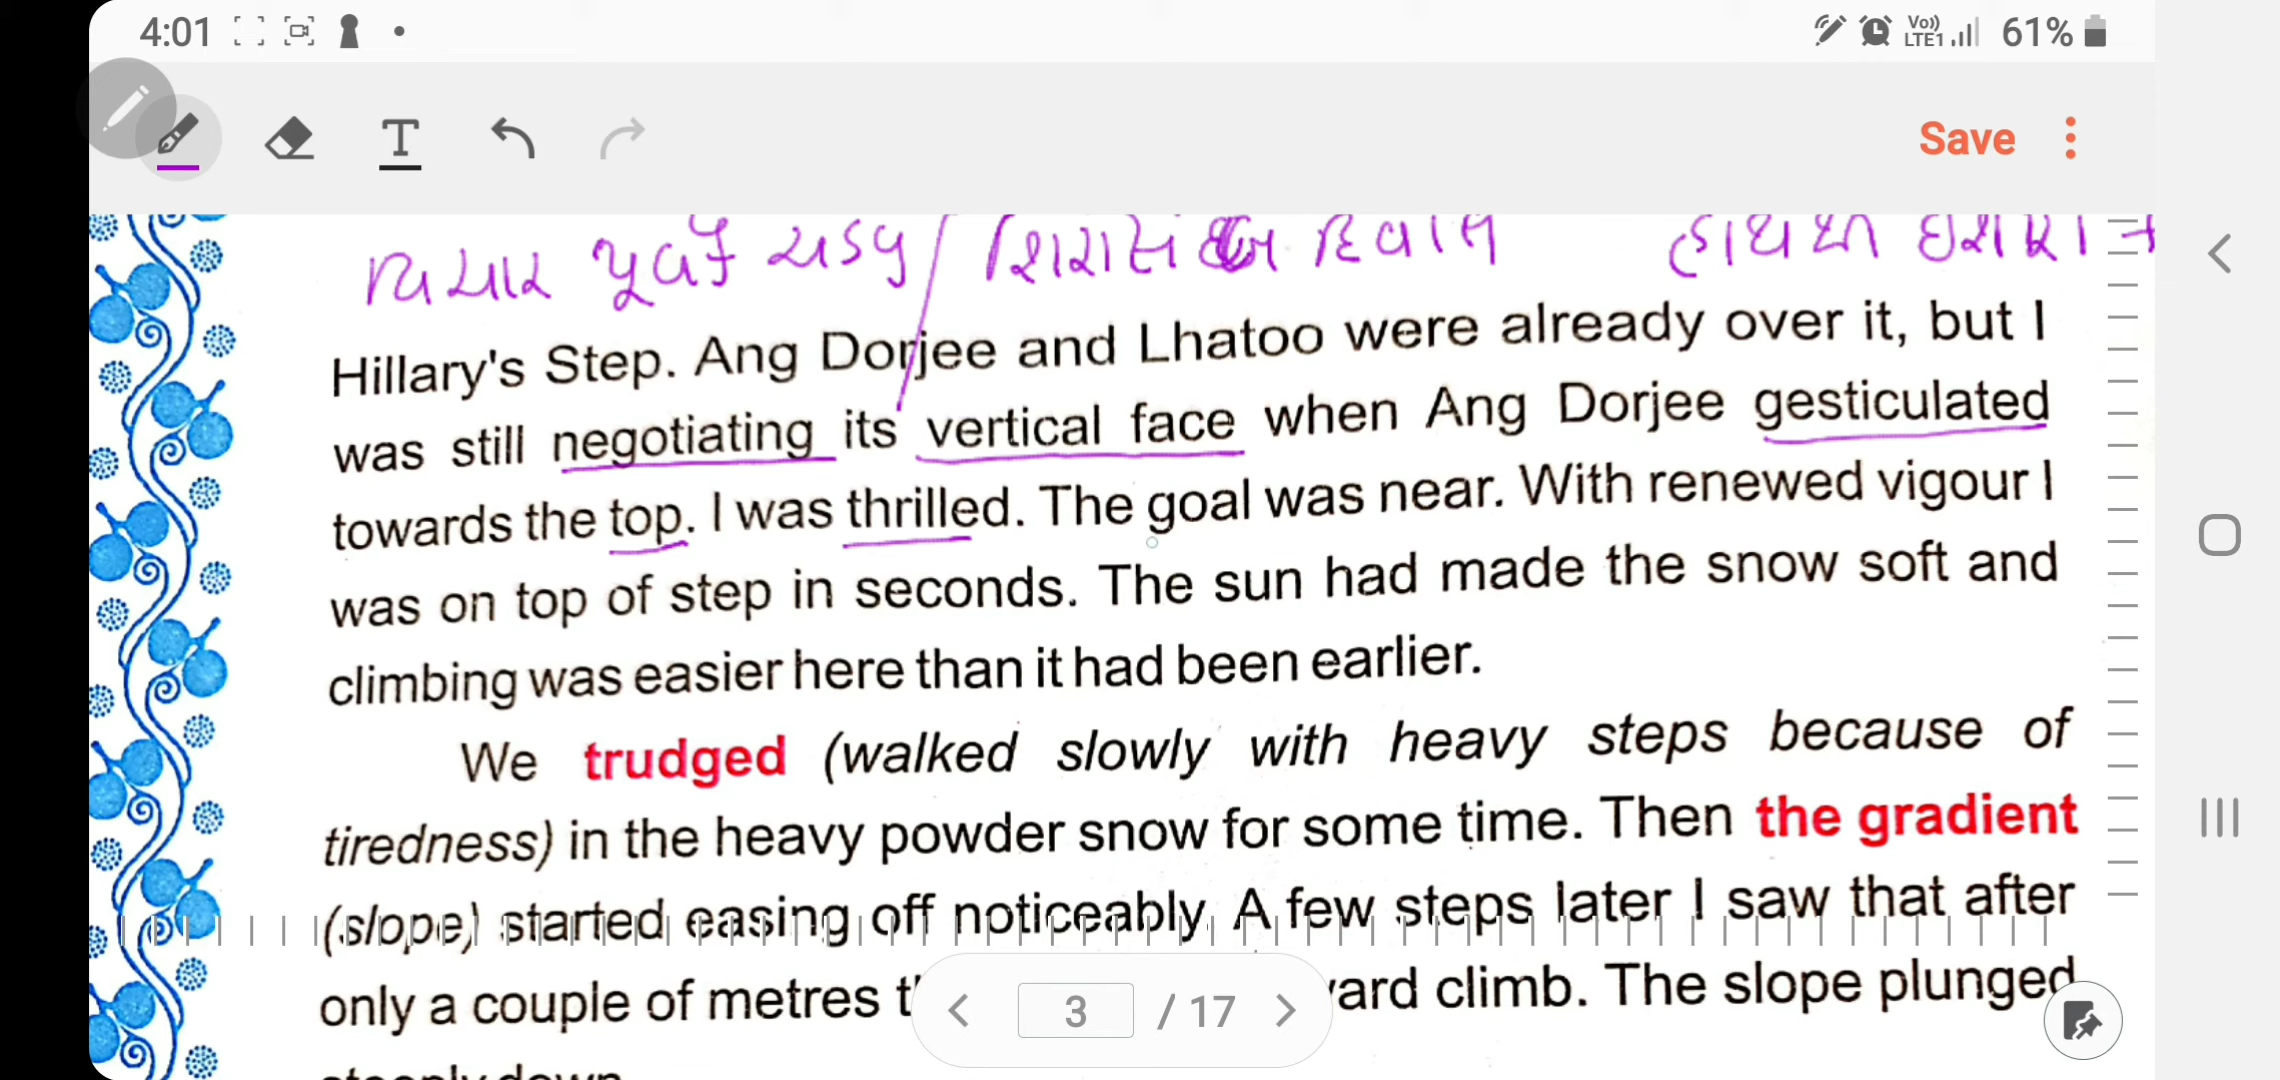 4:01
Vo))
LTE1
61%
T
Save
Hillary's Step. Ang Dorjee and Lhatoo were already over it, but I
was still negotiating its vertical face when Ang Dorjee gesticulated
towards the top. I was thrilled. The goal was near. With renewed vigour I
was on top of step in seconds. The sun had made the snow soft and
climbing was easier here than it had been earlier.
We trudged (walked slowly with heavy steps because of
tiredness) in the heavy powder snow for some time. Then the gradient
(slope) started easing off noticeably. A few steps later I saw that after
only a couple of metres climb. The slope plunged
steeply down
3 / 17